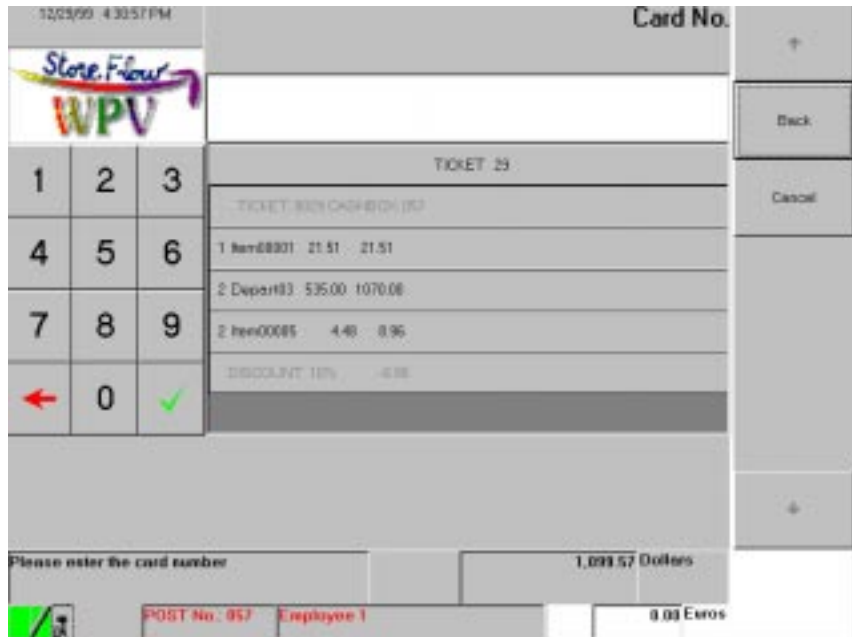 12/29/99 4:30:57 PM
Card No.
Store Flow
WPV
Back
Cancel
1 2 3
4 5 6
7 8 9
0
TICKET 29
1 Item00001 21.51 21.51
2 Depart03 535.00 1070.00
2 Item00005 4.48 8.96
DISCOUNT 10%
Please enter the card number
1,099.57 Dollars
POST No.: 057 Employee 1
0.00 Euros